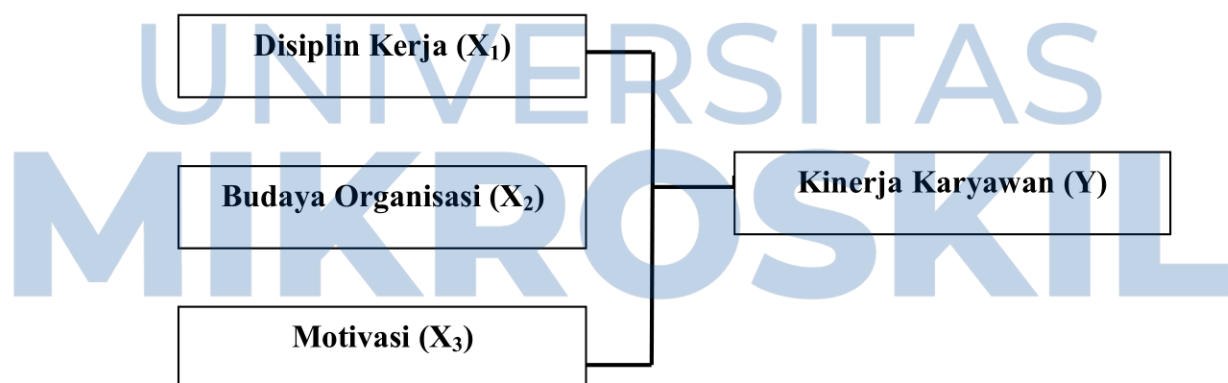 UNIVERSITAS
MIKROSKIL
Disiplin Kerja (X₁)
Budaya Organisasi (X₂)
Motivasi (X₃)
Kinerja Karyawan (Y)